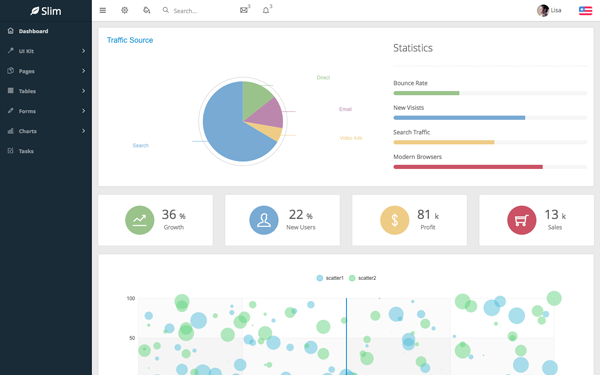 Slim
Search...
3
3
Lisa
Dashboard
UI Kit
Pages
Tables
Forms
Charts
Tasks
Traffic Source
Direct
Email
Video Ads
Search
Statistics
Bounce Rate
New Visists
Search Traffic
Modern Browsers
36 %
Growth
22 %
New Users
81 k
Profit
13 k
Sales
scatter1
scatter2
100
50